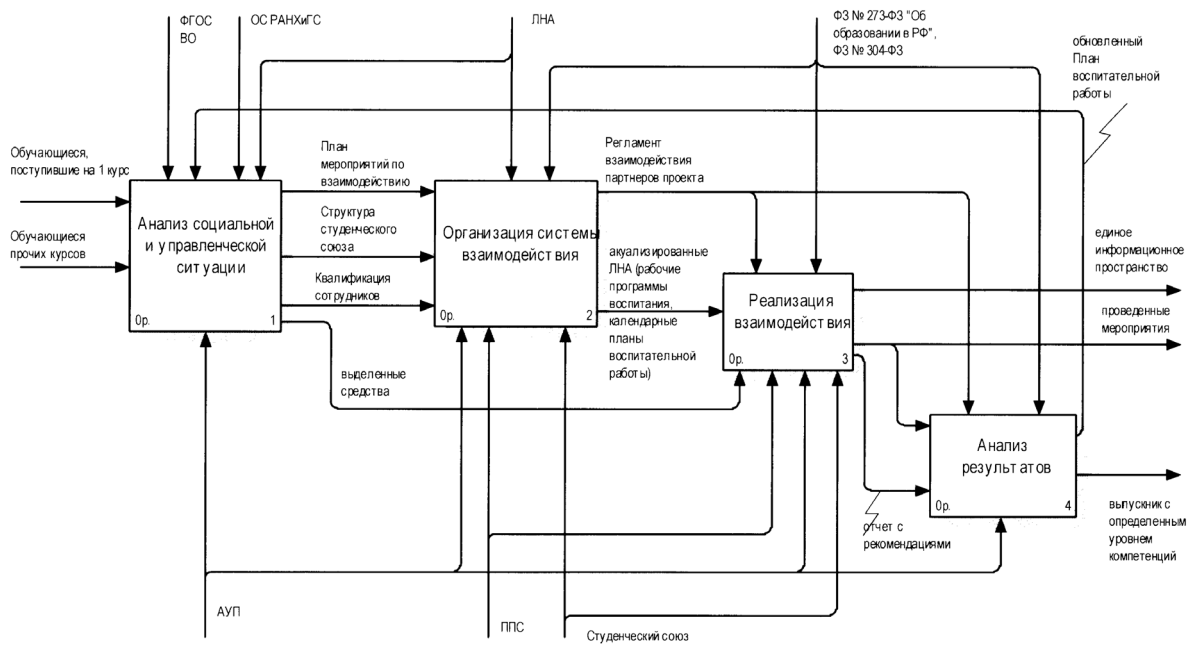 ФГОС
ВО
ОС РАНХиГС
ЛНА
ФЗ № 273-ФЗ "Об
образовании в РФ",
ФЗ № 304-ФЗ
обновленный
План
воспитательной
работы
Обучающиеся,
поступившие на 1 курс
Обучающиеся
прочих курсов
Анализ социальной
и управленческой
ситуации
0р.
1
План
мероприятий по
взаимодействию
Структура
студенческого
союза
Квалификация
сотрудников
выделенные
средства
Организация системы
взаимодействия
0р.
2
Регламент
взаимодействия
партнеров проекта
акуализированные
ЛНА (рабочие
программы
воспитания,
календарные
планы
воспитательной
работы)
Реализация
взаимодействия
0р.
3
единое
информационное
пространство
проведенные
мероприятия
Анализ
результатов
0р.
4
отчет с
рекомендациями
выпускник с
определенным
уровнем
компетенций
АУП
ППС
Студенческий союз